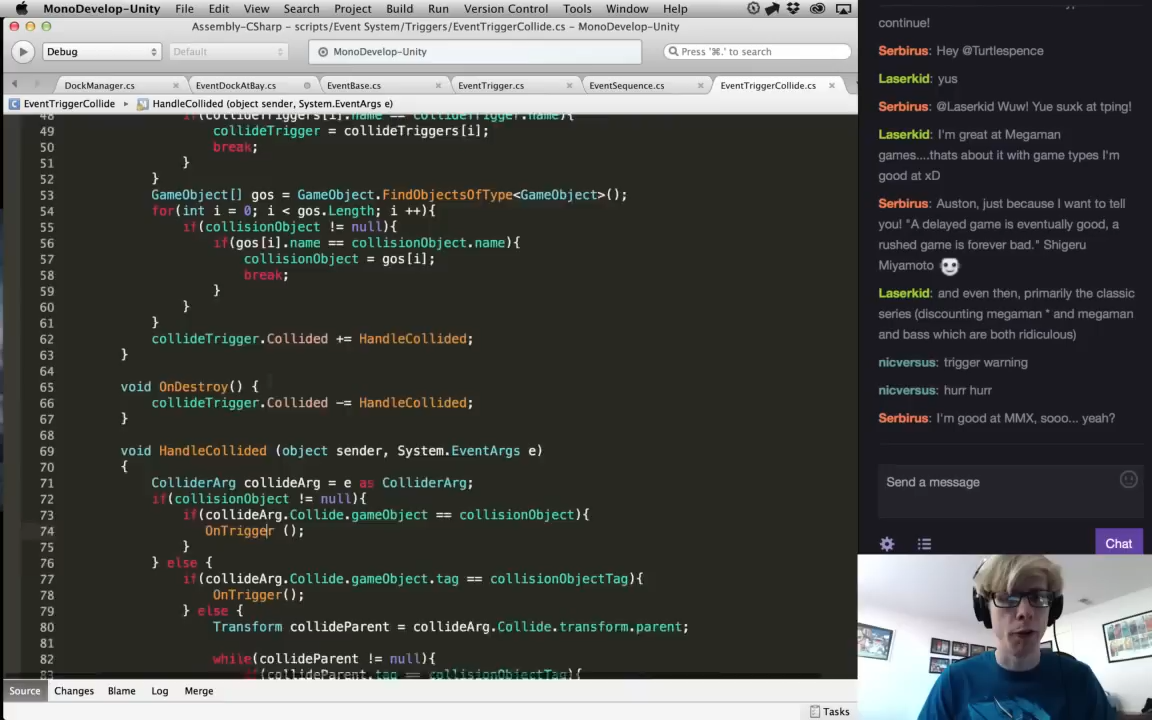 MonoDevelop-Unity File Edit View Search Project Build Run Version Control Tools Window Help
Assembly-CSharp - scripts/Event System/Triggers/EventTriggerCollide.cs - MonoDevelop-Unity
Debug Default MonoDevelop-Unity Press '⌘.' to search
DockManager.cs EventDockAtBay.cs EventBase.cs EventTrigger.cs EventSequence.cs EventTriggerCollide.cs
EventTriggerCollide HandleCollided (object sender, System.EventArgs e)
48 if(collideTriggers[i].name == collideTrigger.name){
49 collideTrigger = collideTriggers[i];
50 break;
51 }
52 }
53 GameObject[] gos = GameObject.FindObjectsOfType<GameObject>();
54 for(int i = 0; i < gos.Length; i ++){
55 if(collisionObject != null){
56 if(gos[i].name == collisionObject.name){
57 collisionObject = gos[i];
58 break;
59 }
60 }
61 }
62 collideTrigger.Collided += HandleCollided;
63 }
64
65 void OnDestroy() {
66 collideTrigger.Collided -= HandleCollided;
67 }
68
69 void HandleCollided (object sender, System.EventArgs e)
70 {
71 ColliderArg collideArg = e as ColliderArg;
72 if(collisionObject != null){
73 if(collideArg.Collide.gameObject == collisionObject){
74 OnTrigger ();
75 }
76 } else {
77 if(collideArg.Collide.gameObject.tag == collisionObjectTag){
78 OnTrigger();
79 } else {
80 Transform collideParent = collideArg.Collide.transform.parent;
81
82 while(collideParent != null){
83 if(collideParent.tag == collisionObjectTag){
Source Changes Blame Log Merge
Tasks
continue!
Serbirus: Hey @Turtlespence
Laserkid: yus
Serbirus: @Laserkid Wuw! Yue suxk at tping!
Laserkid: I'm great at Megaman
games....thats about it with game types I'm
good at xD
Serbirus: Auston, just because I want to tell
you! "A delayed game is eventually good, a
rushed game is forever bad." Shigeru
Miyamoto
Laserkid: and even then, primarily the classic
series (discounting megaman * and megaman
and bass which are both ridiculous)
nicversus: trigger warning
nicversus: hurr hurr
Serbirus: I'm good at MMX, sooo... yeah?
Send a message
Chat